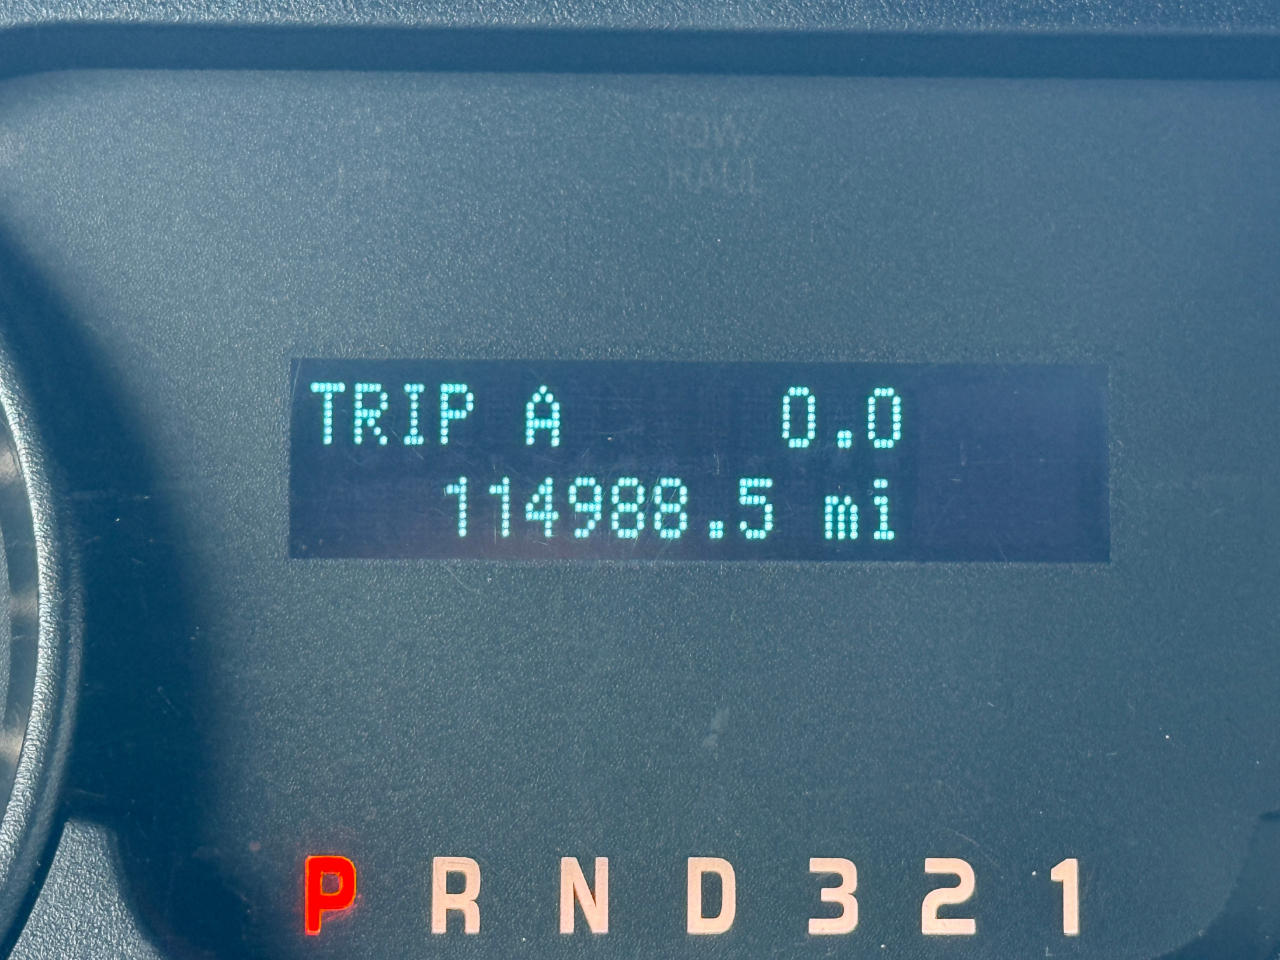 TOW/
HAUL
TRIP A 0.0
114988.5 mi
P R N D 3 2 1